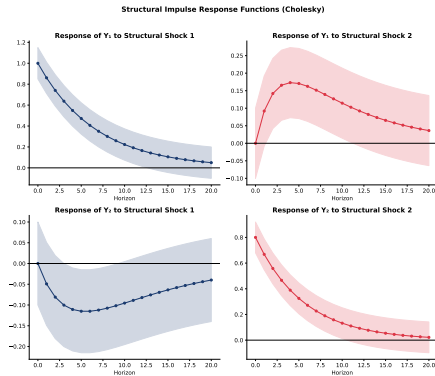 Structural Impulse Response Functions (Cholesky)
Response of Y₁ to Structural Shock 1
Response of Y₁ to Structural Shock 2
1.2
1.0
0.8
0.6
0.4
0.2
0.0
0.0 2.5 5.0 7.5 10.0 12.5 15.0 17.5 20.0
Horizon
0.25
0.20
0.15
0.10
0.05
0.00
−0.05
−0.10
0.0 2.5 5.0 7.5 10.0 12.5 15.0 17.5 20.0
Horizon
Response of Y₂ to Structural Shock 1
Response of Y₂ to Structural Shock 2
0.10
0.05
0.00
−0.05
−0.10
−0.15
−0.20
0.0 2.5 5.0 7.5 10.0 12.5 15.0 17.5 20.0
Horizon
0.8
0.6
0.4
0.2
0.0
0.0 2.5 5.0 7.5 10.0 12.5 15.0 17.5 20.0
Horizon